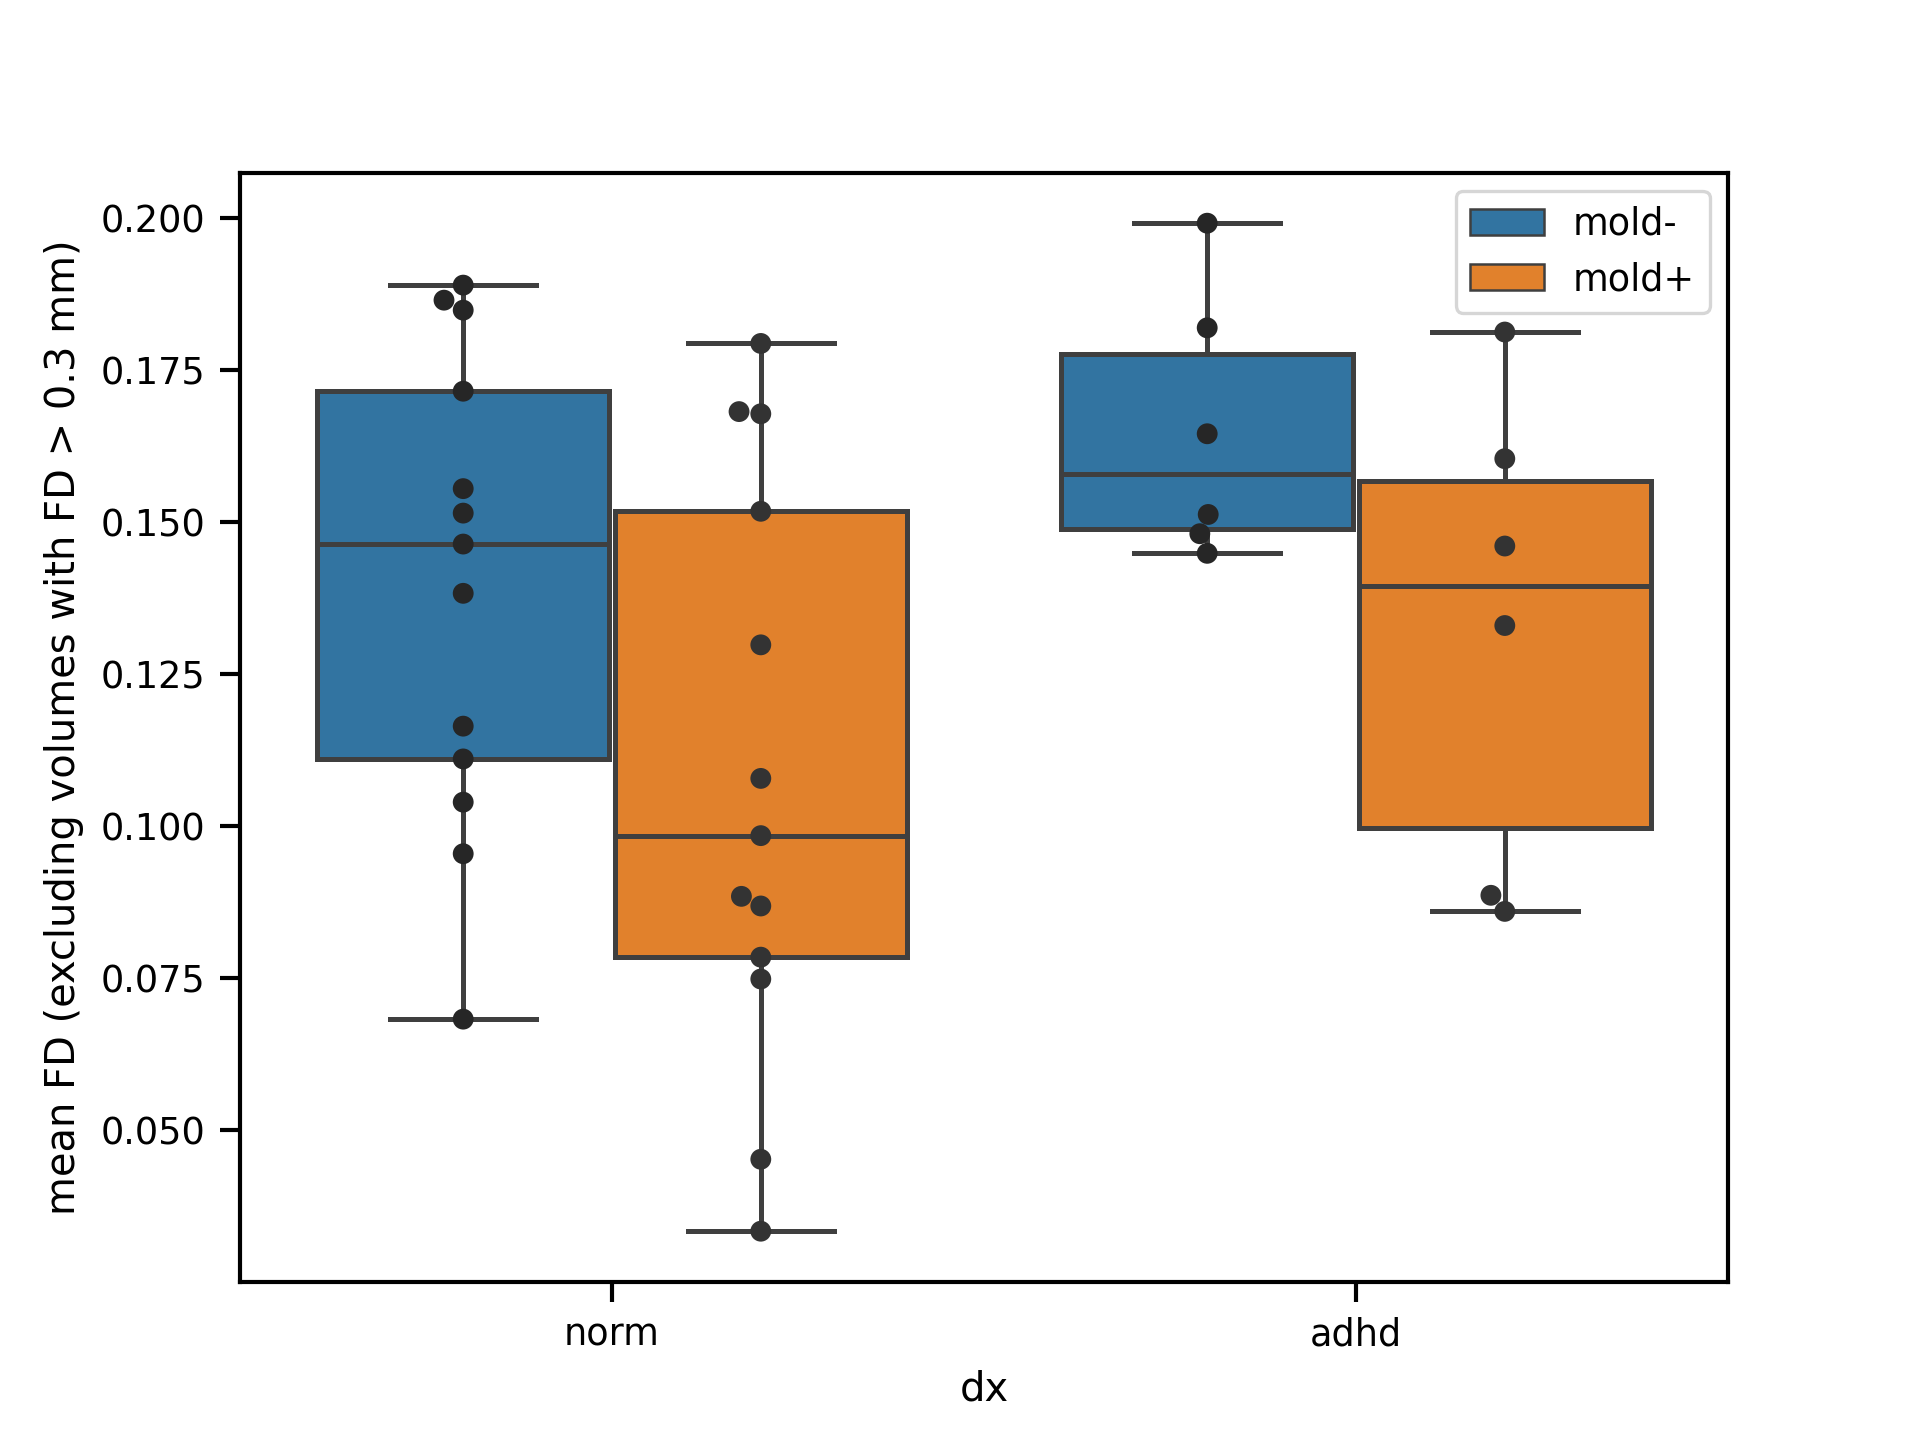 mold-
mold+
mean FD (excluding volumes with FD > 0.3 mm)
0.200
0.175
0.150
0.125
0.100
0.075
0.050
norm
adhd
dx